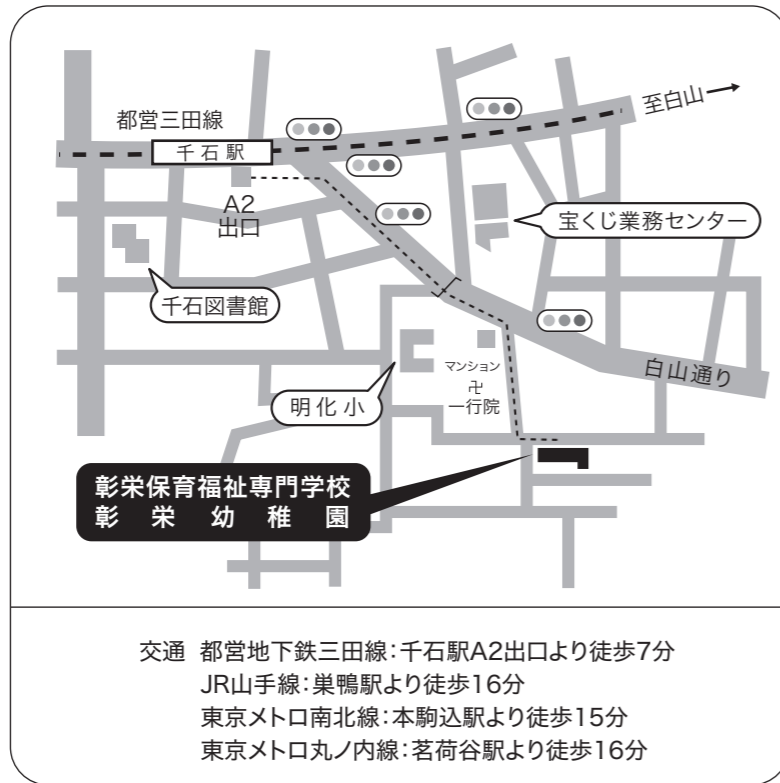 都営三田線
千石駅
至白山
A2
出口
宝くじ業務センター
千石図書館
マンション
卍
一行院
白山通り
明化小
彰栄保育福祉専門学校
彰栄幼稚園
交通 都営地下鉄三田線：千石駅A2出口より徒歩7分
JR山手線：巣鴨駅より徒歩16分
東京メトロ南北線：本駒込駅より徒歩15分
東京メトロ丸ノ内線：茗荷谷駅より徒歩16分